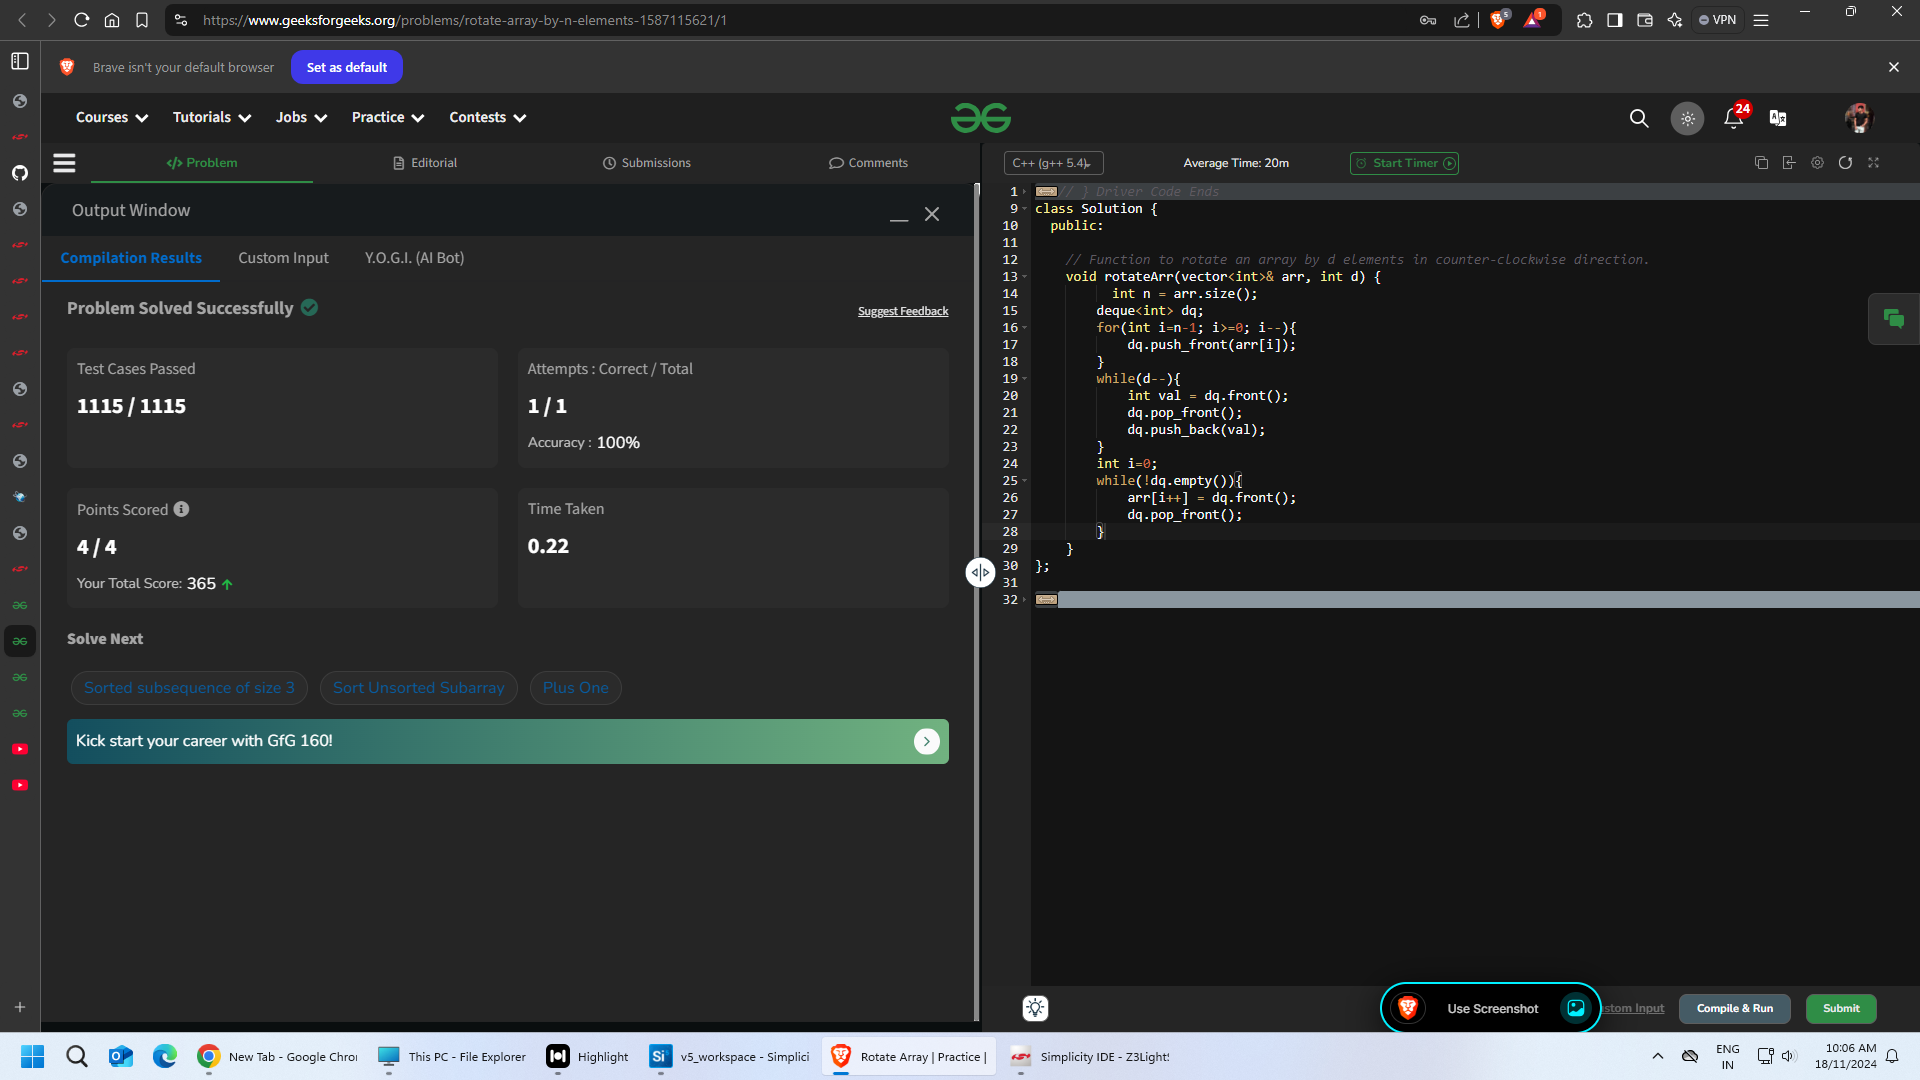 https://www.geeksforgeeks.org/problems/rotate-array-by-n-elements-1587115621/1
5
1
VPN
Brave isn't your default browser
Set as default
Courses
Tutorials
Jobs
Practice
Contests
24
</> Problem
Editorial
Submissions
Comments
C++ (g++ 5.4)
Average Time: 20m
Start Timer
Output Window
Compilation Results
Custom Input
Y.O.G.I. (AI Bot)
Problem Solved Successfully
Suggest Feedback
Test Cases Passed
1115 / 1115
Attempts : Correct / Total
1 / 1
Accuracy : 100%
Points Scored
4 / 4
Your Total Score: 365
Time Taken
0.22
Solve Next
Sorted subsequence of size 3
Sort Unsorted Subarray
Plus One
Kick start your career with GfG 160!
1 // } Driver Code Ends
9 class Solution {
10 public:
11
12 // Function to rotate an array by d elements in counter-clockwise direction.
13 void rotateArr(vector<int>& arr, int d) {
14 int n = arr.size();
15 deque<int> dq;
16 for(int i=n-1; i>=0; i--){
17 dq.push_front(arr[i]);
18 }
19 while(d--){
20 int val = dq.front();
21 dq.pop_front();
22 dq.push_back(val);
23 }
24 int i=0;
25 while(!dq.empty()){
26 arr[i++] = dq.front();
27 dq.pop_front();
28 }
29 }
30 };
31
32
Use Screenshot
stom Input
Compile & Run
Submit
New Tab - Google Chro
This PC - File Explorer
Highlight
Si
v5_workspace - Simplici
Rotate Array | Practice |
Simplicity IDE - Z3Light!
ENG
IN
10:06 AM
18/11/2024